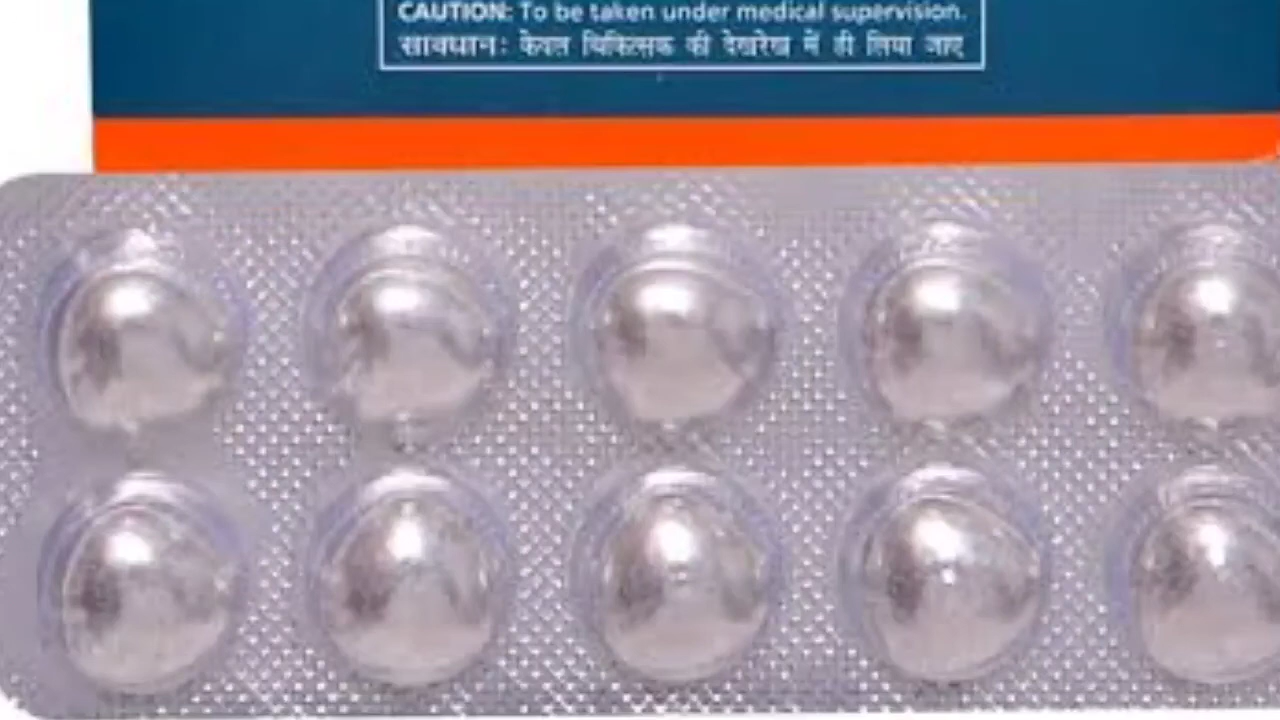 CAUTION: To be taken under medical supervision.
सावधान: केवल चिकित्सक की देखरेख में ही लिया जाए